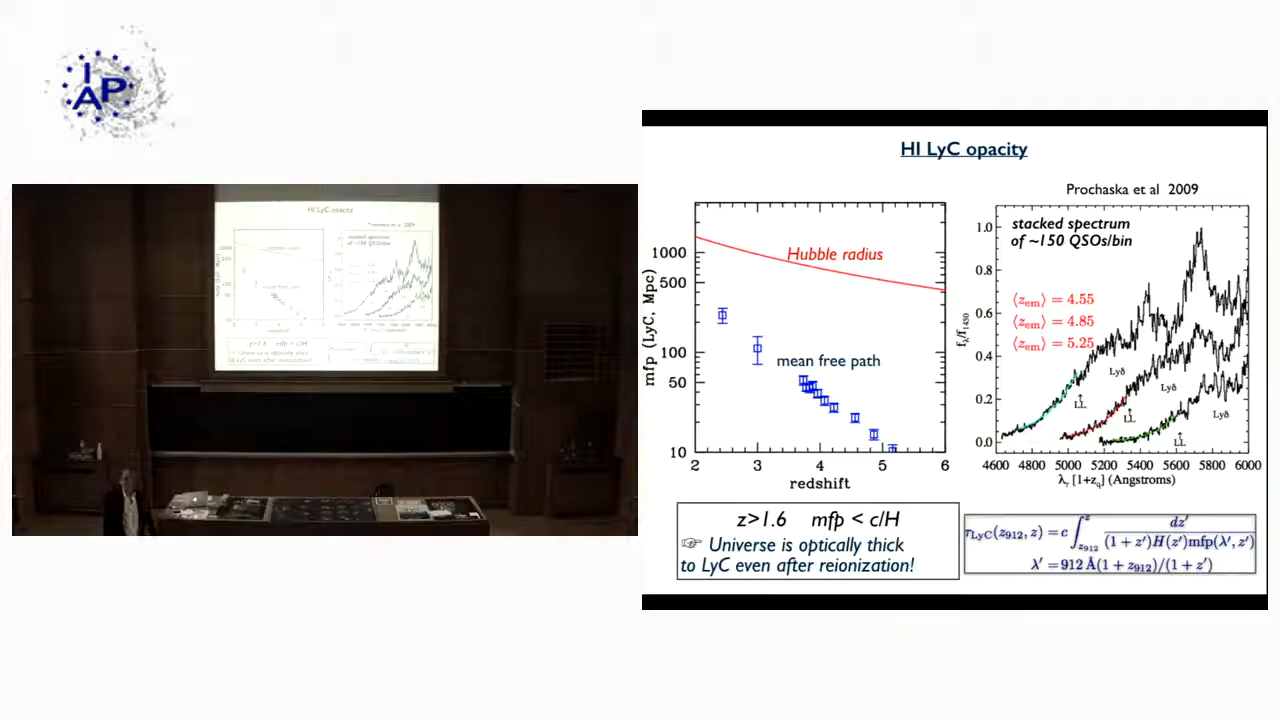 IAP
HI LyC opacity
Prochaska et al 2009
mfp (LyC, Mpc)
1000
500
100
50
10
2
3
4
5
6
redshift
Hubble radius
mean free path
stacked spectrum
of ~150 QSOs/bin
⟨z_em⟩ = 4.55
⟨z_em⟩ = 4.85
⟨z_em⟩ = 5.25
f_λ/f_1450
1.0
0.8
0.6
0.4
0.2
0.0
Lyδ
Lyδ
Lyδ
LL
LL
LL
4600 4800 5000 5200 5400 5600 5800 6000
λ_r [1+z_q] (Angstroms)
z>1.6 mfp < c/H
☞ Universe is optically thick
to LyC even after reionization!
τ_LyC(z_912, z) = c ∫_{z_912}^{z} dz′ / (1 + z′)H(z′)mfp(λ′, z′)
λ′ = 912 Å(1 + z_912)/(1 + z′)